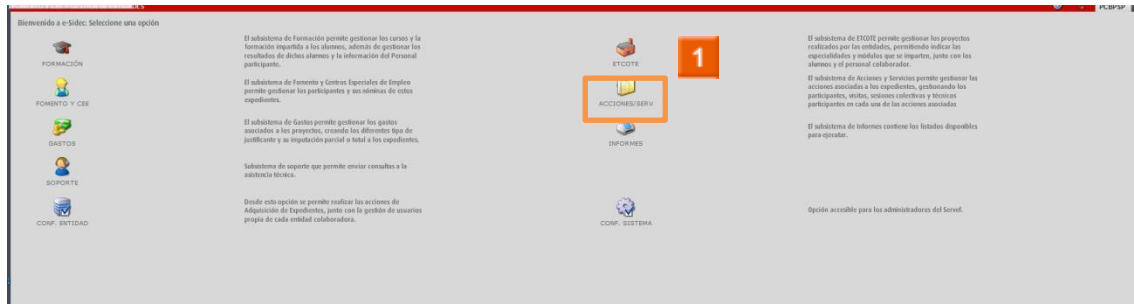 PCBPSP
Bienvenido a e-Sidec: Seleccione una opción
FORMACIÓN
El subsistema de Formación permite gestionar los cursos y la
formación impartida a los alumnos, además de gestionar los
resultados de dichos alumnos y la información del Personal
participante.
ETCOTE
1
El subsistema de ETCOTE permite gestionar los proyectos
realizados por las entidades, permitiendo indicar las
especialidades y módulos que se imparten, junto con los
alumnos y el personal colaborador.
FOMENTO Y CEE
El subsistema de Fomento y Centros Especiales de Empleo
permite gestionar los participantes y sus nóminas de estos
expedientes.
ACCIONES/SERV
El subsistema de Acciones y Servicios permite gestionar las
acciones asociadas a los expedientes, gestionando los
participantes, visitas, sesiones colectivas y técnicos
participantes en cada una de las acciones asociadas
GASTOS
El subsistema de Gastos permite gestionar los gastos
asociados a los proyectos, creando los diferentes tipo de
justificante y su imputación parcial o total a los expedientes.
INFORMES
El subsistema de Informes contiene los listados disponibles
para ejecutar.
SOPORTE
Subsistema de soporte que permite enviar consultas a la
asistencia técnica.
CONF. ENTIDAD
Desde esta opción se permite realizar las acciones de
Adquisición de Expedientes, junto con la gestión de usuarios
propia de cada entidad colaboradora.
CONF. SISTEMA
Opción accesible para los administradores del Servef.